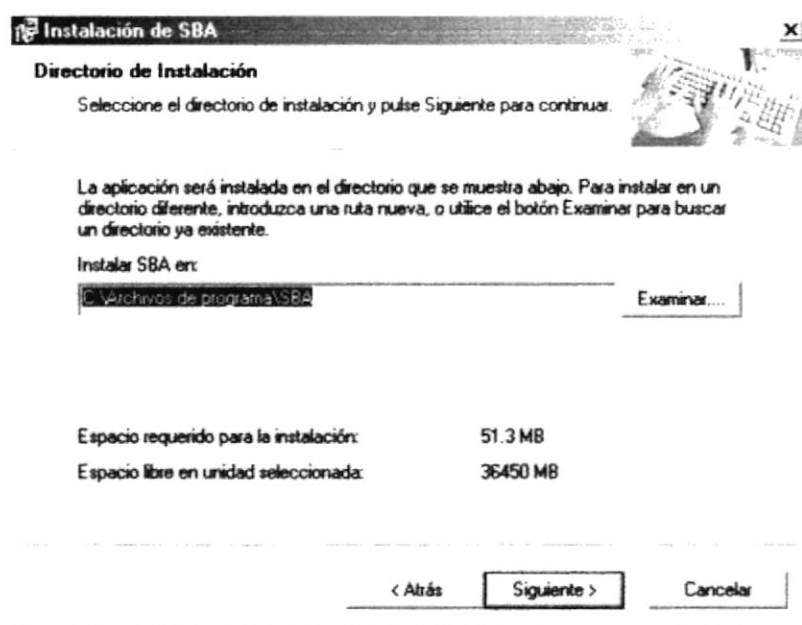 Instalación de SBA
Directorio de Instalación
Seleccione el directorio de instalación y pulse Siguiente para continuar.
La aplicación será instalada en el directorio que se muestra abajo. Para instalar en un
directorio diferente, introduzca una ruta nueva, o utilice el botón Examinar para buscar
un directorio ya existente.
Instalar SBA en:
C:\Archivos de programa\SBA
Examinar....
Espacio requerido para la instalación: 51.3 MB
Espacio libre en unidad seleccionada: 36450 MB
< Atrás Siguiente > Cancelar